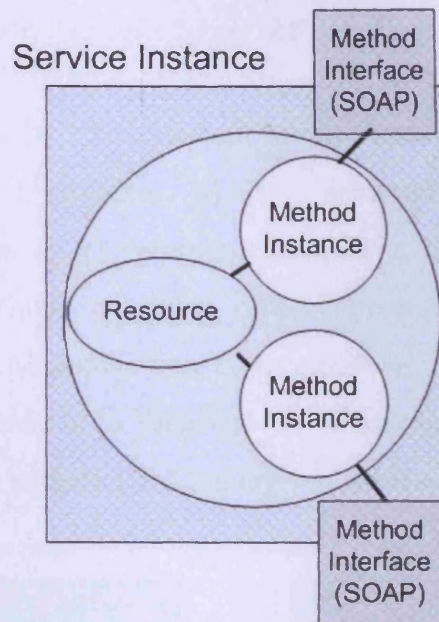 Service Instance
Method
Interface
(SOAP)
Method
Instance
Resource
Method
Instance
Method
Interface
(SOAP)